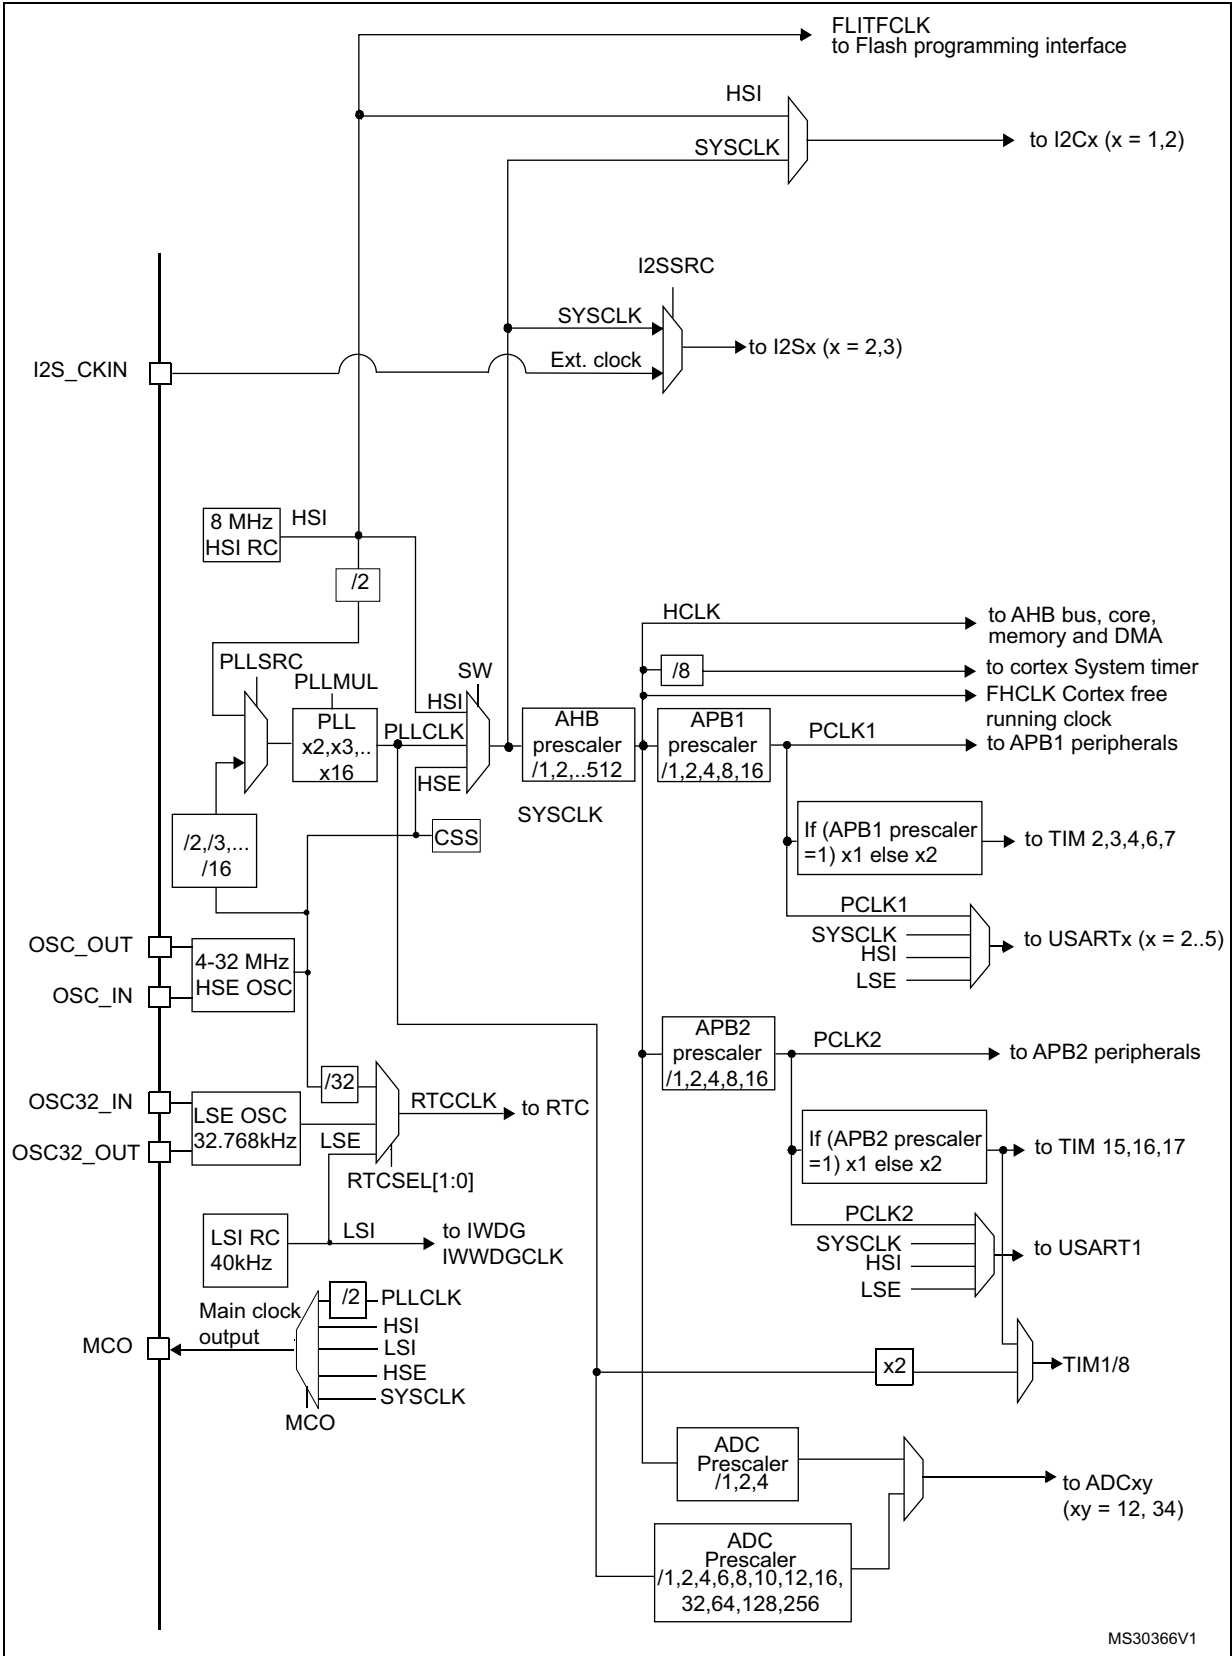 FLITFCLK
to Flash programming interface
HSI
to I2Cx (x = 1,2)
SYSCLK
I2SSRC
SYSCLK
to I2Sx (x = 2,3)
Ext. clock
I2S_CKIN
8 MHz
HSI RC
HSI
/2
HCLK
to AHB bus, core,
memory and DMA
/8
to cortex System timer
FHCLK Cortex free
running clock
PLLSRC
PLLMUL
SW
HSI
PLL
x2,x3,..
x16
PLLCLK
HSE
AHB
prescaler
/1,2,..512
APB1
prescaler
/1,2,4,8,16
PCLK1
to APB1 peripherals
SYSCLK
CSS
/2,/3,...
/16
If (APB1 prescaler
=1) x1 else x2
to TIM 2,3,4,6,7
PCLK1
SYSCLK
HSI
LSE
to USARTx (x = 2..5)
OSC_OUT
OSC_IN
4-32 MHz
HSE OSC
APB2
prescaler
/1,2,4,8,16
PCLK2
to APB2 peripherals
/32
OSC32_IN
OSC32_OUT
LSE OSC
32.768kHz
LSE
RTCCLK
to RTC
RTCSEL[1:0]
If (APB2 prescaler
=1) x1 else x2
to TIM 15,16,17
LSI RC
40kHz
LSI
to IWDG
IWWDGCLK
PCLK2
SYSCLK
HSI
LSE
to USART1
Main clock
output
MCO
/2
PLLCLK
HSI
LSI
HSE
SYSCLK
MCO
x2
TIM1/8
ADC
Prescaler
/1,2,4
to ADCxy
(xy = 12, 34)
ADC
Prescaler
/1,2,4,6,8,10,12,16,
32,64,128,256
MS30366V1